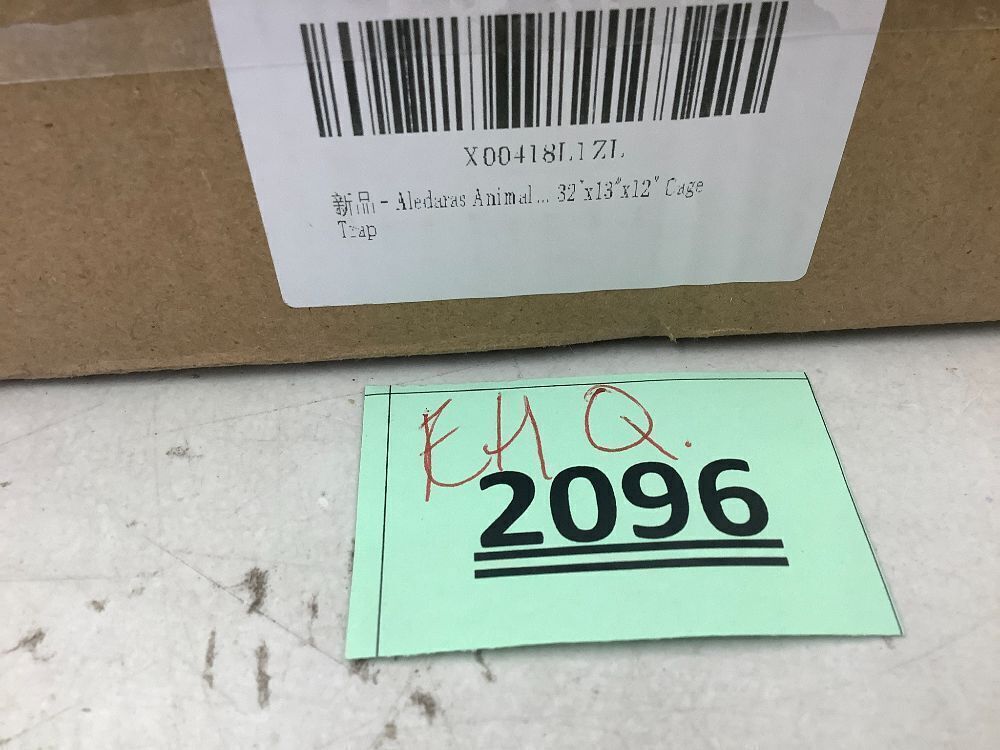 X00418L1ZL
新品 - Aledaras Animal... 32"x13"x12" Cage
Trap
EHQ.
2096